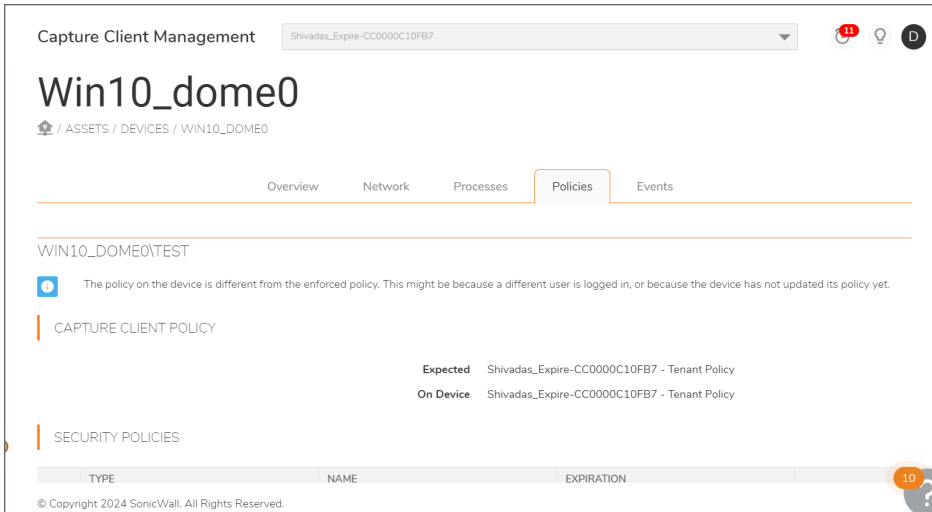 Capture Client Management
Shivadas_Expire-CC0000C10FB7
11
D
Win10_dome0
/ ASSETS / DEVICES / WIN10_DOME0
Overview Network Processes Policies Events
WIN10_DOME0\TEST
The policy on the device is different from the enforced policy. This might be because a different user is logged in, or because the device has not updated its policy yet.
CAPTURE CLIENT POLICY
Expected Shivadas_Expire-CC0000C10FB7 - Tenant Policy
On Device Shivadas_Expire-CC0000C10FB7 - Tenant Policy
SECURITY POLICIES
TYPE NAME EXPIRATION
10
?
© Copyright 2024 SonicWall. All Rights Reserved.